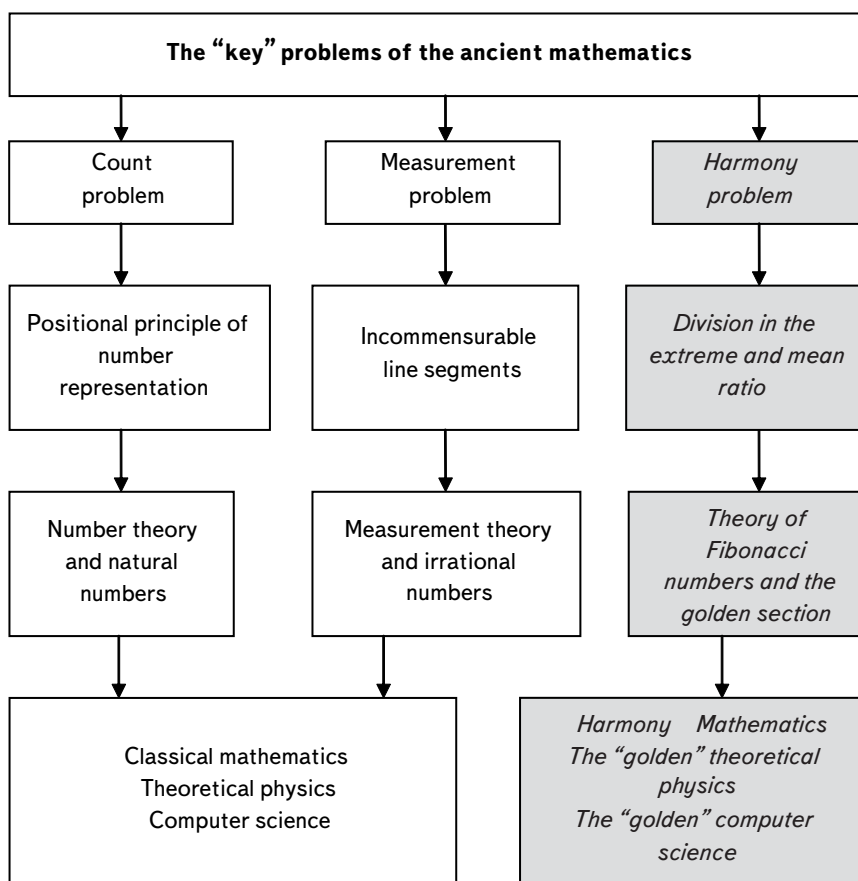 The “key” problems of the ancient mathematics
Count
problem
Measurement
problem
Harmony
problem
Positional principle of
number
representation
Incommensurable
line segments
Division in the
extreme and mean
ratio
Number theory
and natural
numbers
Measurement theory
and irrational
numbers
Theory of
Fibonacci
numbers and the
golden section
Classical mathematics
Theoretical physics
Computer science
Harmony Mathematics
The “golden” theoretical
physics
The “golden” computer
science